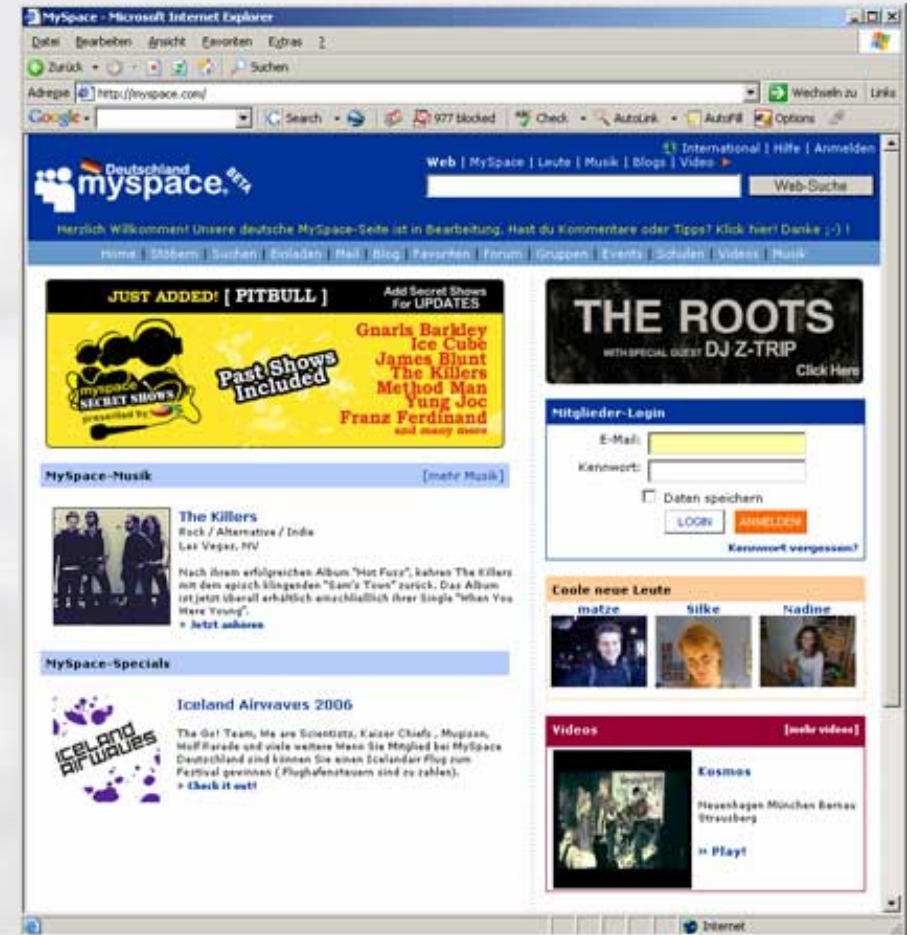 MySpace - Microsoft Internet Explorer
Datei Bearbeiten Ansicht Favoriten Extras ?
Zurück Suchen
Adresse http://myspace.com/ Wechseln zu Links
Google Search 977 blocked Check AutoLink AutoFill Options
International | Hilfe | Anmelden
Web | MySpace | Leute | Musik | Blogs | Video
Deutschland
myspace. BETA
Web-Suche
Herzlich Willkommen! Unsere deutsche MySpace-Seite ist in Bearbeitung. Hast du Kommentare oder Tipps? Klick hier! Danke ;-) !
Home | Stöbern | Suchen | Einladen | Mail | Blog | Favoriten | Forum | Gruppen | Events | Schulen | Videos | Musik
JUST ADDED! [ PITBULL ]
Add Secret Shows
For UPDATES
myspace
SECRET SHOWS
presented by:
Past Shows
Included
Gnarls Barkley
Ice Cube
James Blunt
The Killers
Method Man
Yung Joc
Franz Ferdinand
and many more
MySpace-Musik [mehr Musik]
The Killers
Rock / Alternative / Indie
Las Vegas, NV
Nach ihrem erfolgreichen Album "Hot Fuzz", kehren The Killers
mit dem episch klingenden "Sam's Town" zurück. Das Album
ist jetzt überall erhältlich einschließlich ihrer Single "When You
Were Young".
» Jetzt anhören
MySpace-Specials
ICELAND
AIRWAVES
Iceland Airwaves 2006
The Go! Team, We are Scientists, Kaiser Chiefs , Mugison,
Wolf Parade und viele weitere Wenn Sie Mitglied bei MySpace
Deutschland sind können Sie einen Icelandair Flug zum
Festival gewinnen ( Flughafensteuern sind zu zahlen).
» Check it out!
THE ROOTS
WITH SPECIAL GUEST DJ Z-TRIP
Click Here
Mitglieder-Login
E-Mail:
Kennwort:
Daten speichern
LOGIN ANMELDEN!
Kennwort vergessen?
Coole neue Leute
matze Silke Nadine
Videos [mehr videos]
Kosmos
Neuenhagen München Bernau
Strausberg
» Play!
Internet